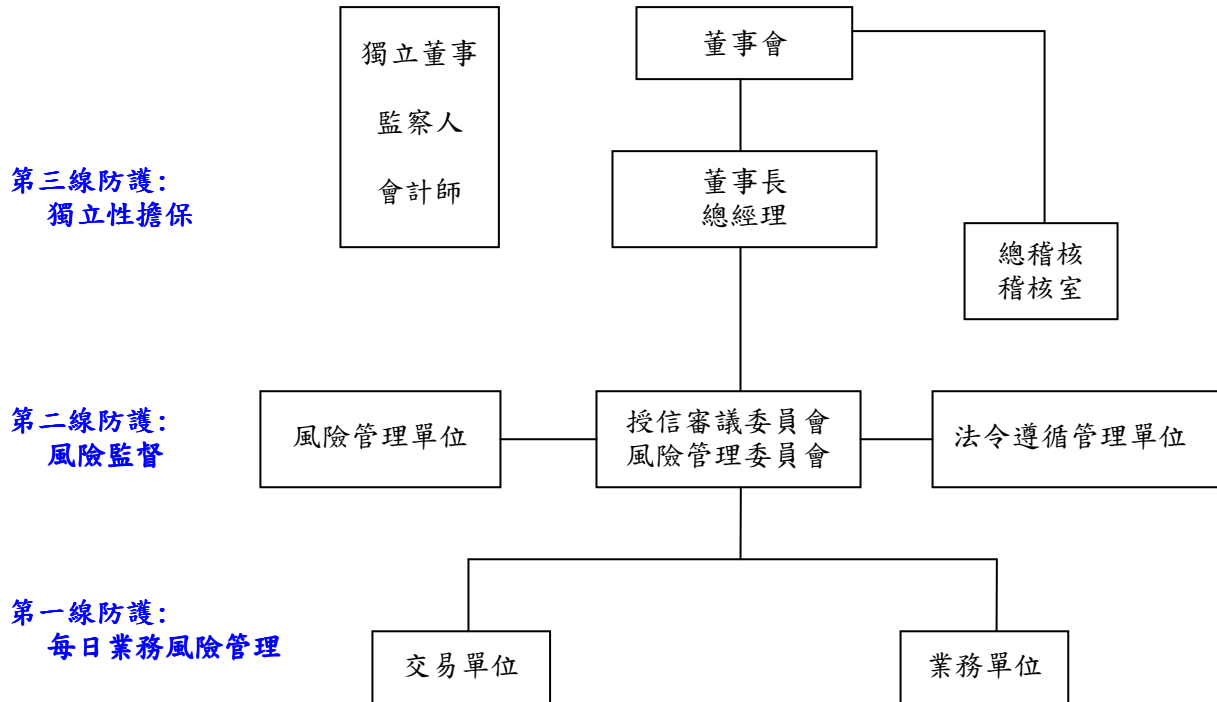 獨立董事
監察人
會計師
董事會
第三線防護:
獨立性擔保
董事長
總經理
總稽核
稽核室
第二線防護:
風險監督
風險管理單位
授信審議委員會
風險管理委員會
法令遵循管理單位
第一線防護:
每日業務風險管理
交易單位
業務單位